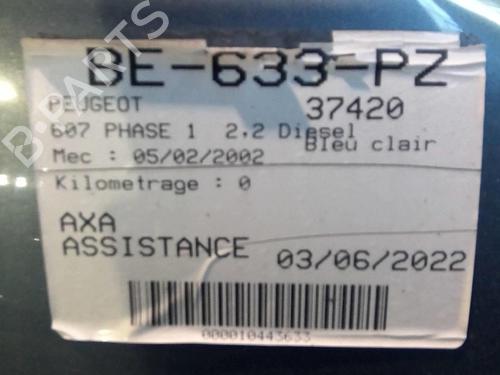 BE-633-PZ
PEUGEOT 37420
607 PHASE 1 2.2 Diesel
Bleu clair
Mec : 05/02/2002
Kilometrage : 0
AXA
ASSISTANCE 03/06/2022
000010443633
B-PARTS